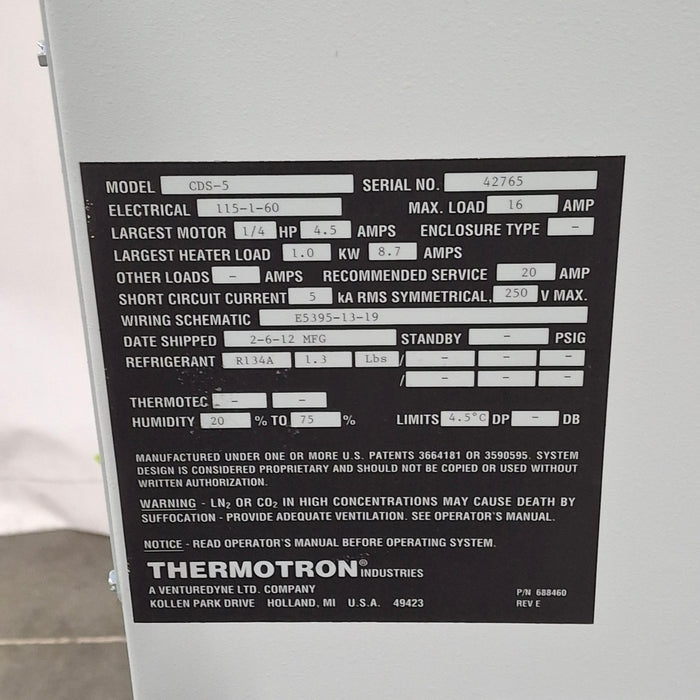 MODEL CDS-5 SERIAL NO. 42765
ELECTRICAL 115-1-60 MAX. LOAD 16 AMP
LARGEST MOTOR 1/4 HP 4.5 AMPS ENCLOSURE TYPE -
LARGEST HEATER LOAD 1.0 KW 8.7 AMPS
OTHER LOADS - AMPS RECOMMENDED SERVICE 20 AMP
SHORT CIRCUIT CURRENT 5 kA RMS SYMMETRICAL, 250 V MAX.
WIRING SCHEMATIC E5395-13-19
DATE SHIPPED 2-6-12 MFG STANDBY - PSIG
REFRIGERANT R134A 1.3 Lbs / - - -
/ - - -
THERMOTEC - -
HUMIDITY 20 % TO 75 % LIMITS 4.5°C DP - DB
MANUFACTURED UNDER ONE OR MORE U.S. PATENTS 3664181 OR 3590595. SYSTEM
DESIGN IS CONSIDERED PROPRIETARY AND SHOULD NOT BE COPIED OR USED WITHOUT
WRITTEN AUTHORIZATION.
WARNING - LN₂ OR CO₂ IN HIGH CONCENTRATIONS MAY CAUSE DEATH BY
SUFFOCATION - PROVIDE ADEQUATE VENTILATION. SEE OPERATOR'S MANUAL.
NOTICE - READ OPERATOR'S MANUAL BEFORE OPERATING SYSTEM.
THERMOTRON® INDUSTRIES
A VENTUREDYNE LTD. COMPANY P/N 688460
KOLLEN PARK DRIVE HOLLAND, MI U.S.A. 49423 REV E